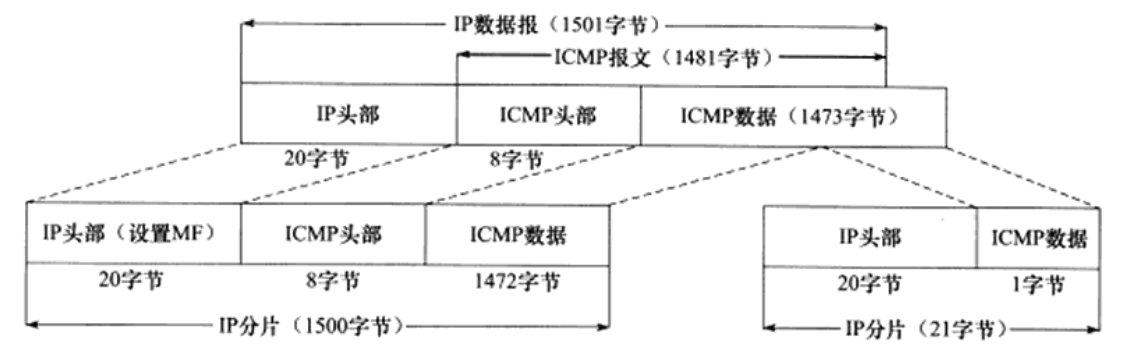 IP数据报（1501字节）
ICMP报文（1481字节）
IP头部 ICMP头部 ICMP数据（1473字节）
20字节 8字节
IP头部（设置MF） ICMP头部 ICMP数据 IP头部 ICMP数据
20字节 8字节 1472字节 20字节 1字节
IP分片（1500字节） IP分片（21字节）